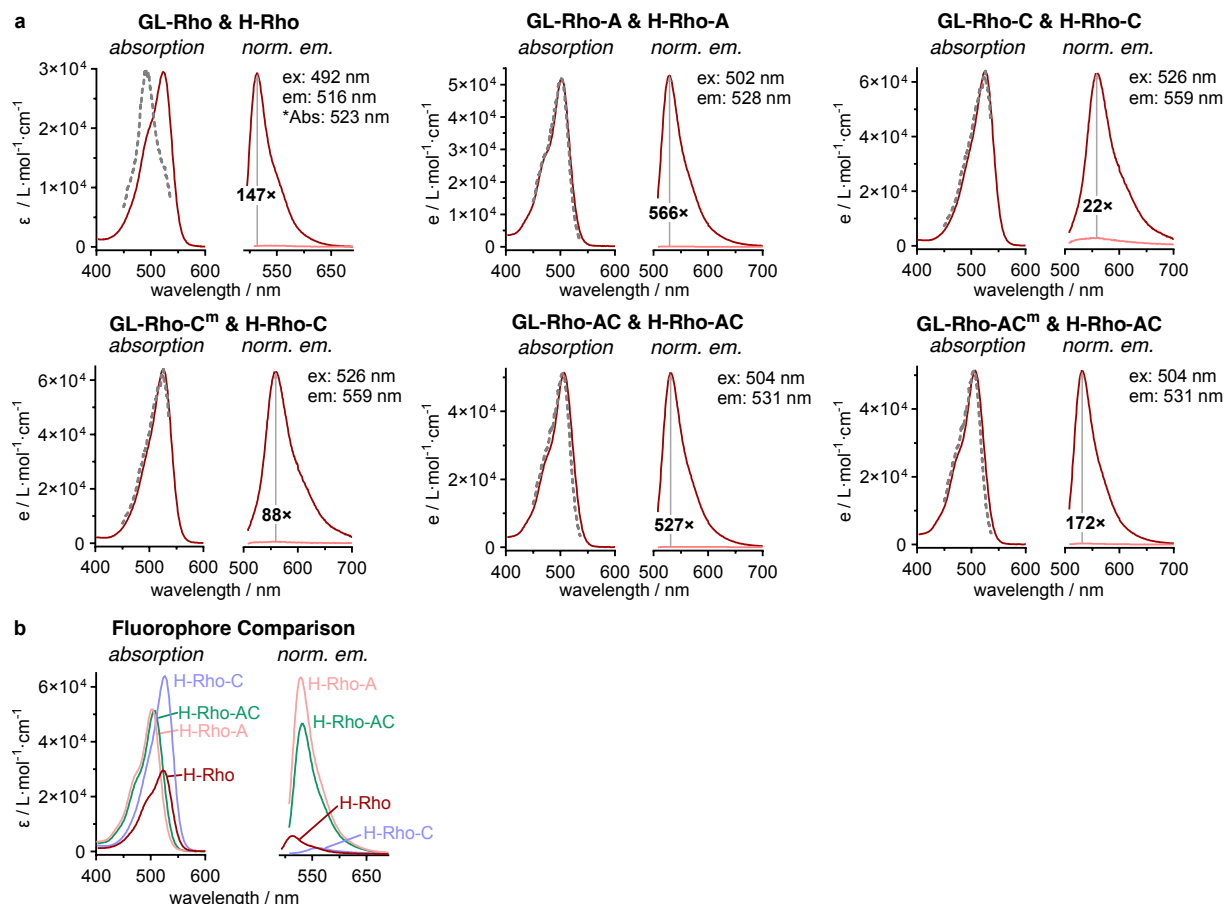 a
GL-Rho & H-Rho
absorption norm. em.
ex: 492 nm
em: 516 nm
*Abs: 523 nm
ε / L·mol⁻¹·cm⁻¹
3×10⁴
2×10⁴
1×10⁴
0
147×
400 500 600 550 650
wavelength / nm
GL-Rho-A & H-Rho-A
absorption norm. em.
ex: 502 nm
em: 528 nm
e / L·mol⁻¹·cm⁻¹
5×10⁴
4×10⁴
3×10⁴
2×10⁴
1×10⁴
0
566×
400 500 600 600 700
wavelength / nm
GL-Rho-C & H-Rho-C
absorption norm. em.
ex: 526 nm
em: 559 nm
e / L·mol⁻¹·cm⁻¹
6×10⁴
4×10⁴
2×10⁴
0
22×
400 500 600 500 600 700
wavelength / nm
GL-Rho-Cᵐ & H-Rho-C
absorption norm. em.
ex: 526 nm
em: 559 nm
e / L·mol⁻¹·cm⁻¹
6×10⁴
4×10⁴
2×10⁴
0
88×
400 500 600 500 600 700
wavelength / nm
GL-Rho-AC & H-Rho-AC
absorption norm. em.
ex: 504 nm
em: 531 nm
e / L·mol⁻¹·cm⁻¹
4×10⁴
2×10⁴
0
527×
400 500 600 600 700
wavelength / nm
GL-Rho-ACᵐ & H-Rho-AC
absorption norm. em.
ex: 504 nm
em: 531 nm
e / L·mol⁻¹·cm⁻¹
4×10⁴
2×10⁴
0
172×
400 500 600 600 700
wavelength / nm
b
Fluorophore Comparison
absorption norm. em.
ε / L·mol⁻¹·cm⁻¹
6×10⁴
4×10⁴
2×10⁴
0
H-Rho-C
H-Rho-AC
H-Rho-A
H-Rho
H-Rho-A
H-Rho-AC
H-Rho
H-Rho-C
400 500 600 550 650
wavelength / nm